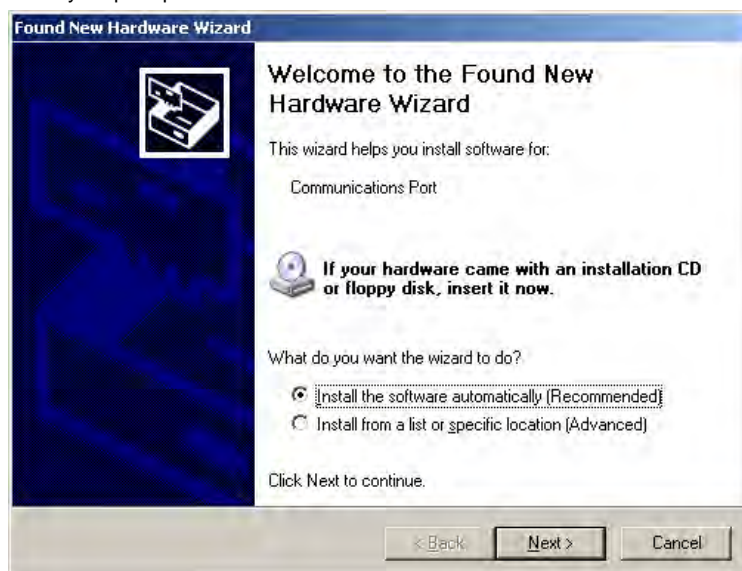 Found New Hardware Wizard
Welcome to the Found New
Hardware Wizard
This wizard helps you install software for:
Communications Port
If your hardware came with an installation CD
or floppy disk, insert it now.
What do you want the wizard to do?
Install the software automatically (Recommended)
Install from a list or specific location (Advanced)
Click Next to continue.
< Back Next > Cancel